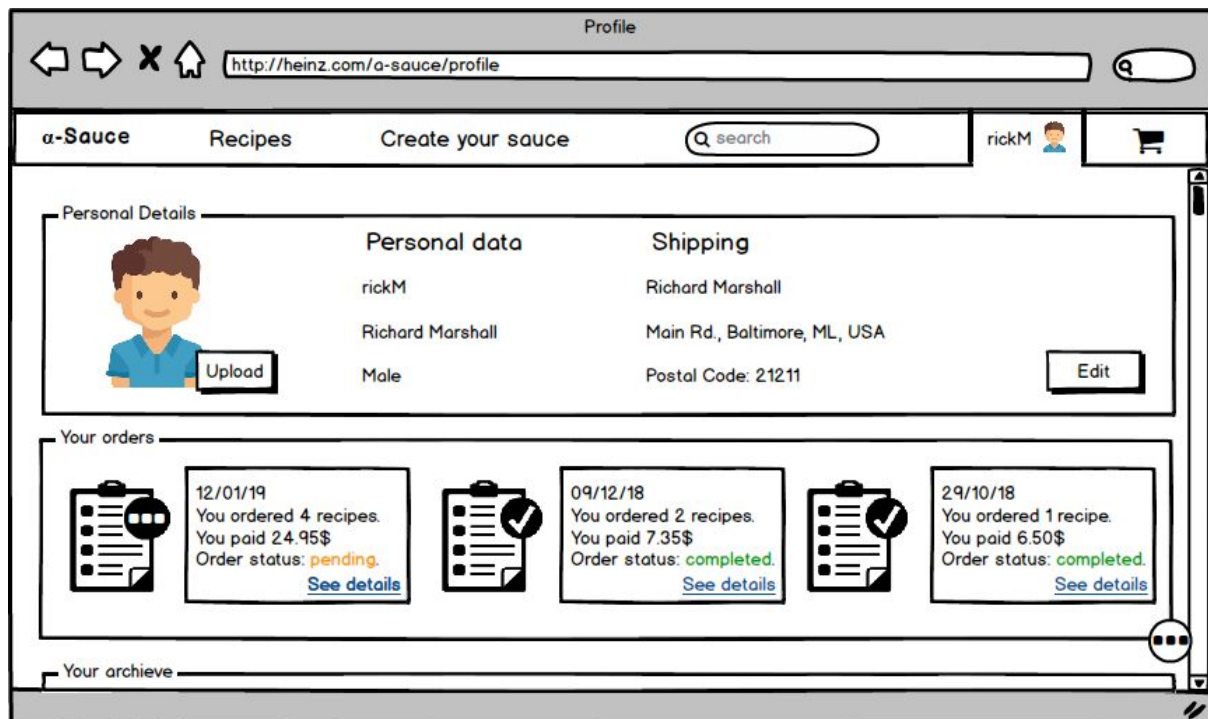 Profile
http://heinz.com/a-sauce/profile
α-Sauce Recipes Create your sauce search rickM
Personal Details
Personal data
rickM
Richard Marshall
Male
Shipping
Richard Marshall
Main Rd., Baltimore, ML, USA
Postal Code: 21211
Upload
Edit
Your orders
12/01/19
You ordered 4 recipes.
You paid 24.95$
Order status: pending.
See details
09/12/18
You ordered 2 recipes.
You paid 7.35$
Order status: completed.
See details
29/10/18
You ordered 1 recipe.
You paid 6.50$
Order status: completed.
See details
Your archieve